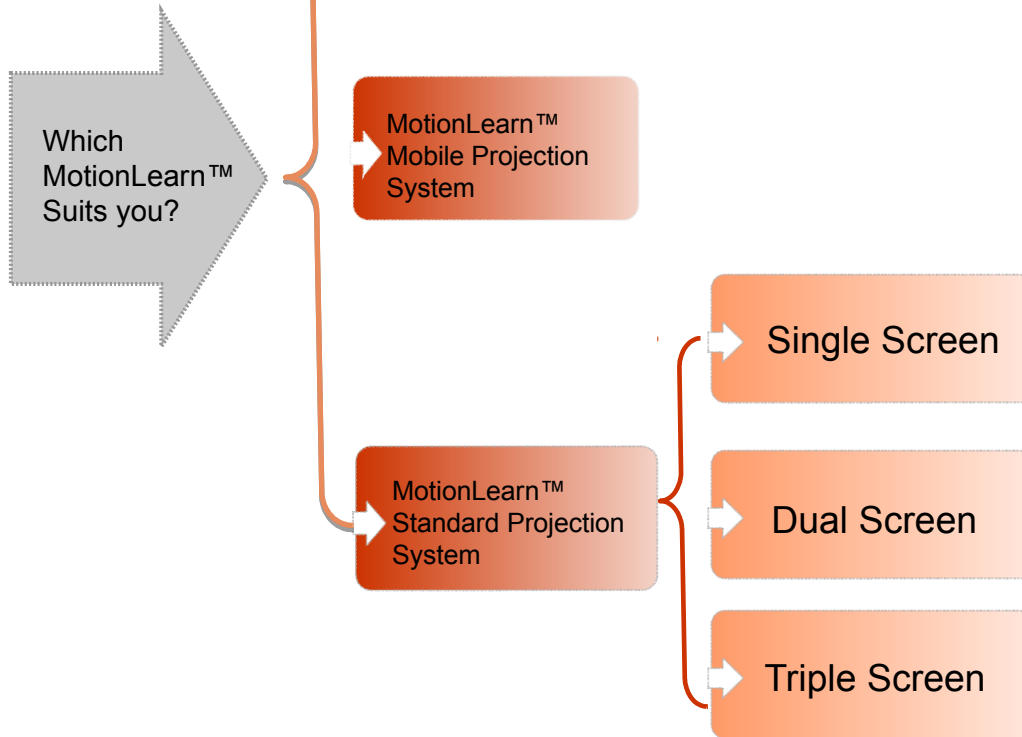 Which
MotionLearn™
Suits you?
MotionLearn™
Mobile Projection
System
MotionLearn™
Standard Projection
System
Single Screen
Dual Screen
Triple Screen